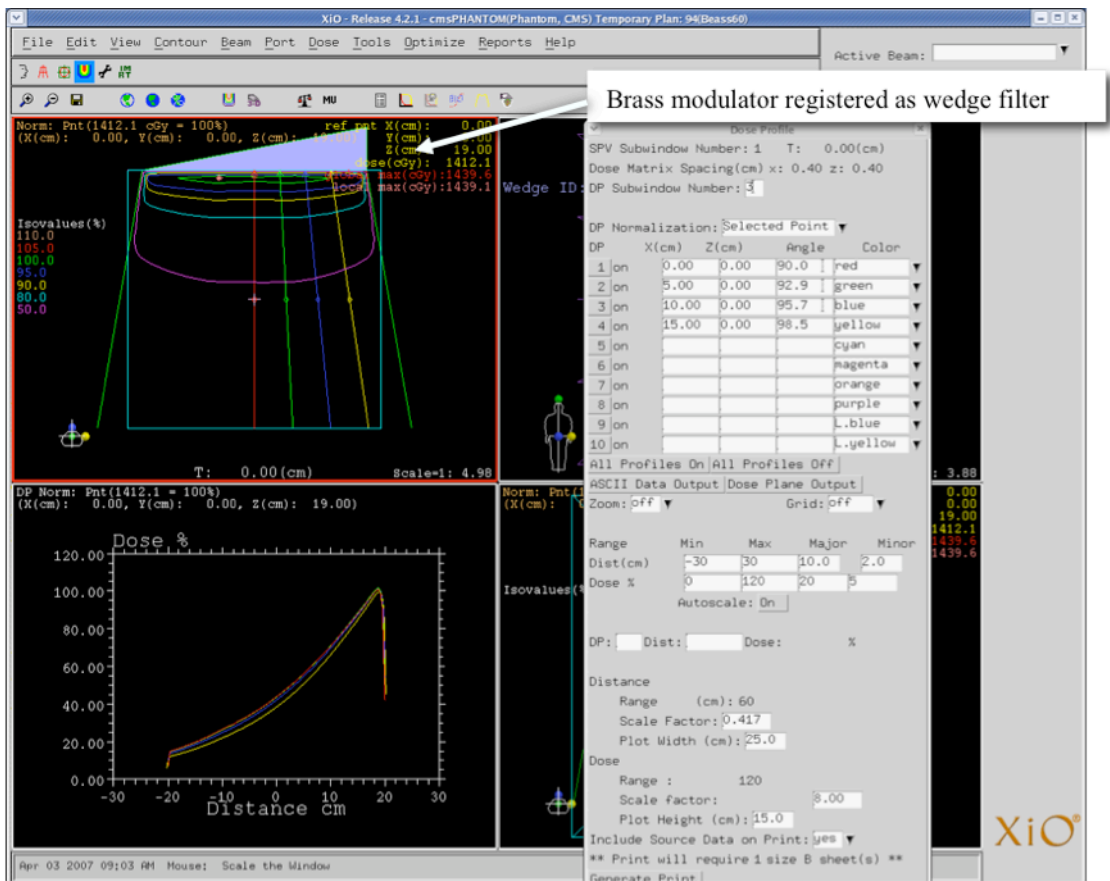 XiO - Release 4.2.1 - cmsPHANTOM(Phantom, CMS) Temporary Plan: 94(Beass60)
File Edit View Contour Beam Port Dose Tools Optimize Reports Help
Active Beam:
MU
Brass modulator registered as wedge filter
Norm: Pnt(1412.1 cGy = 100%)
(X(cm): 0.00, Y(cm): 0.00, Z(cm): 19.00)
ref pnt X(cm): 0.00
Y(cm):
Z(cm 19.00
dose(cGy): 1412.1
global max(cGy):1439.6
local max(cGy):1439.1
Isovalues(%)
110.0
105.0
100.0
95.0
90.0
80.0
50.0
T: 0.00(cm) Scale=1: 4.98
Wedge ID:
: 3.88
DP Norm: Pnt(1412.1 = 100%)
(X(cm): 0.00, Y(cm): 0.00, Z(cm): 19.00)
Dose %
120.00
100.00
80.00
60.00
40.00
20.00
0.00
-30 -20 -10 0 10 20 30
Distance cm
Norm: Pnt(1
(X(cm):
Isovalues(%
0.00
0.00
19.00
1412.1
1439.6
1439.6
Dose Profile
SPV Subwindow Number: 1 T: 0.00(cm)
Dose Matrix Spacing(cm) x: 0.40 z: 0.40
DP Subwindow Number: 3
DP Normalization: Selected Point
DP X(cm) Z(cm) Angle Color
1 on 0.00 0.00 90.0 red
2 on 5.00 0.00 92.9 green
3 on 10.00 0.00 95.7 blue
4 on 15.00 0.00 98.5 yellow
5 on cyan
6 on magenta
7 on orange
8 on purple
9 on L.blue
10 on L.yellow
All Profiles On All Profiles Off
ASCII Data Output Dose Plane Output
Zoom: off Grid: off
Range Min Max Major Minor
Dist(cm) -30 30 10.0 2.0
Dose % 0 120 20 5
Autoscale: On
DP: Dist: Dose: %
Distance
Range (cm): 60
Scale Factor: 0.417
Plot Width (cm): 25.0
Dose
Range : 120
Scale factor: 8.00
Plot Height (cm): 15.0
Include Source Data on Print: yes
** Print will require 1 size B sheet(s) **
Generate Print
XiO®
Apr 03 2007 09:03 AM Mouse: Scale the Window